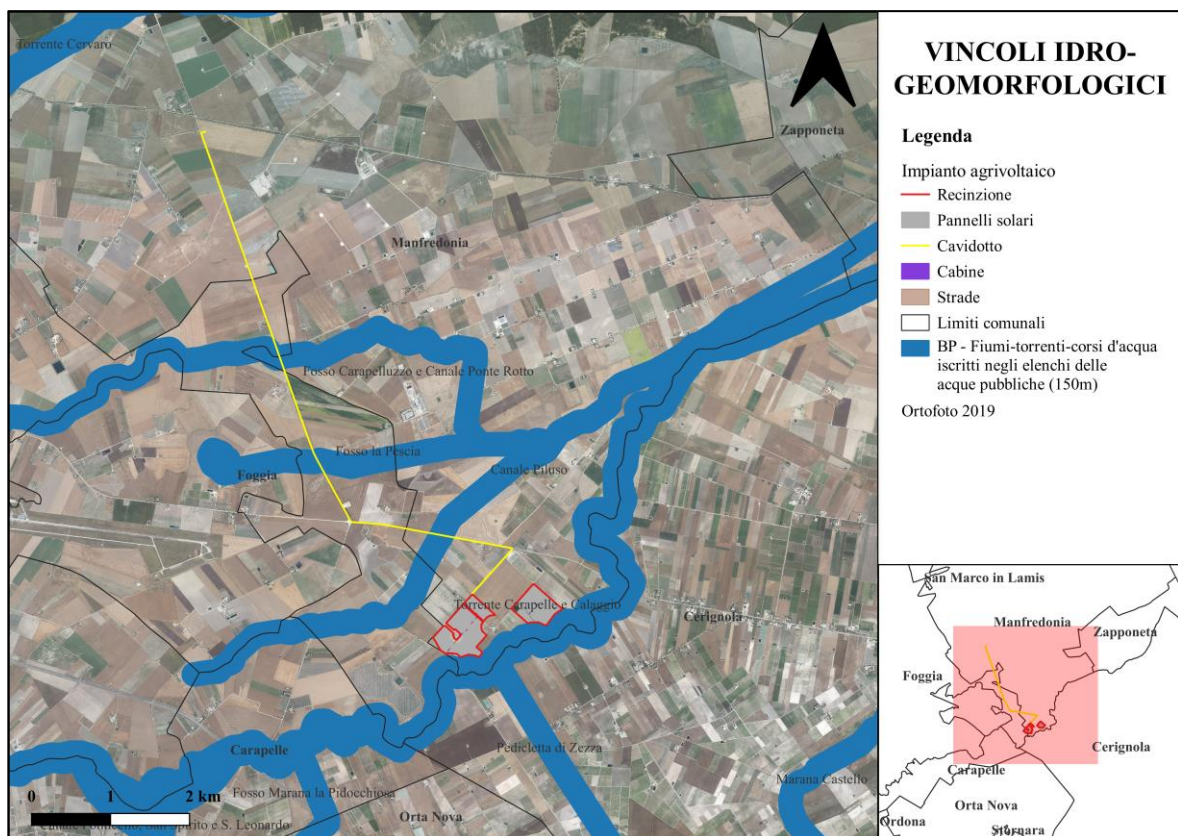 Torrente Cervaro
Zapponeta
Manfredonia
Fosso Carapelluzzo e Canale Ponte Rotto
Fosso la Pescia
Foggia
Canale Piluso
Torrente Carapelle e Calaggio
Cerignola
Carapelle
Pedicletta di Zezza
Marana Castello
Fosso Marana la Pidocchiosa
Orta Nova
0 1 2 km
VINCOLI IDRO-
GEOMORFOLOGICI
Legenda
Impianto agrivoltaico
Recinzione
Pannelli solari
Cavidotto
Cabine
Strade
Limiti comunali
BP - Fiumi-torrenti-corsi d'acqua
iscritti negli elenchi delle
acque pubbliche (150m)
Ortofoto 2019
San Marco in Lamis
Manfredonia
Zapponeta
Foggia
Cerignola
Carapelle
Orta Nova
Ordona